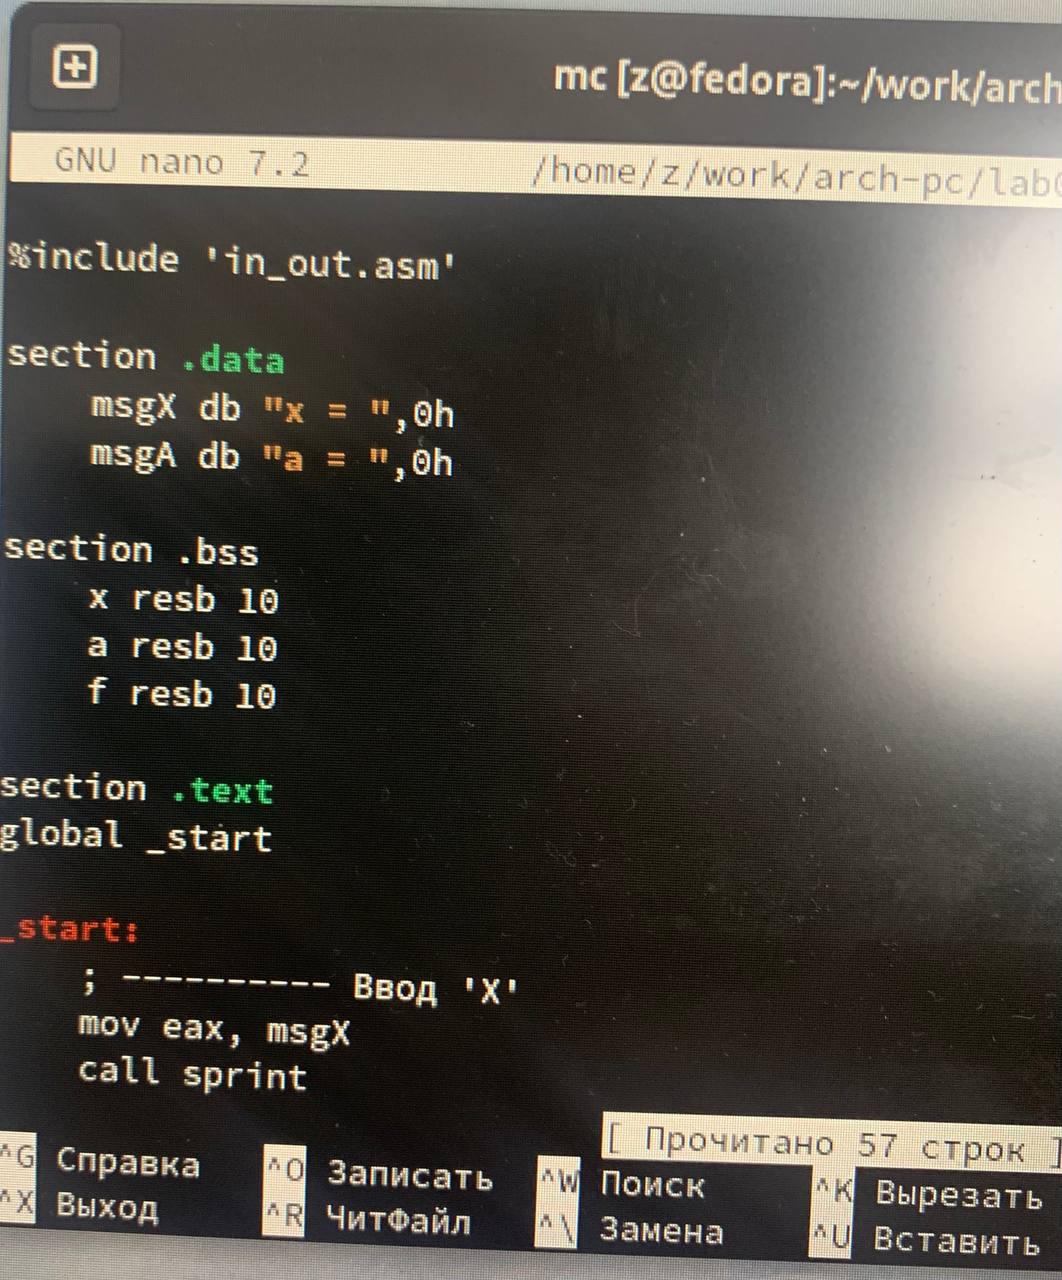 mc [z@fedora]:~/work/arch
GNU nano 7.2 /home/z/work/arch-pc/lab
%include 'in_out.asm'
section .data
msgX db "x = ",0h
msgA db "a = ",0h
section .bss
x resb 10
a resb 10
f resb 10
section .text
global _start
_start:
; ---------- Ввод 'X'
mov eax, msgX
call sprint
[ Прочитано 57 строк ]
^G Справка ^O Записать ^W Поиск ^K Вырезать
^X Выход ^R ЧитФайл ^\ Замена ^U Вставить